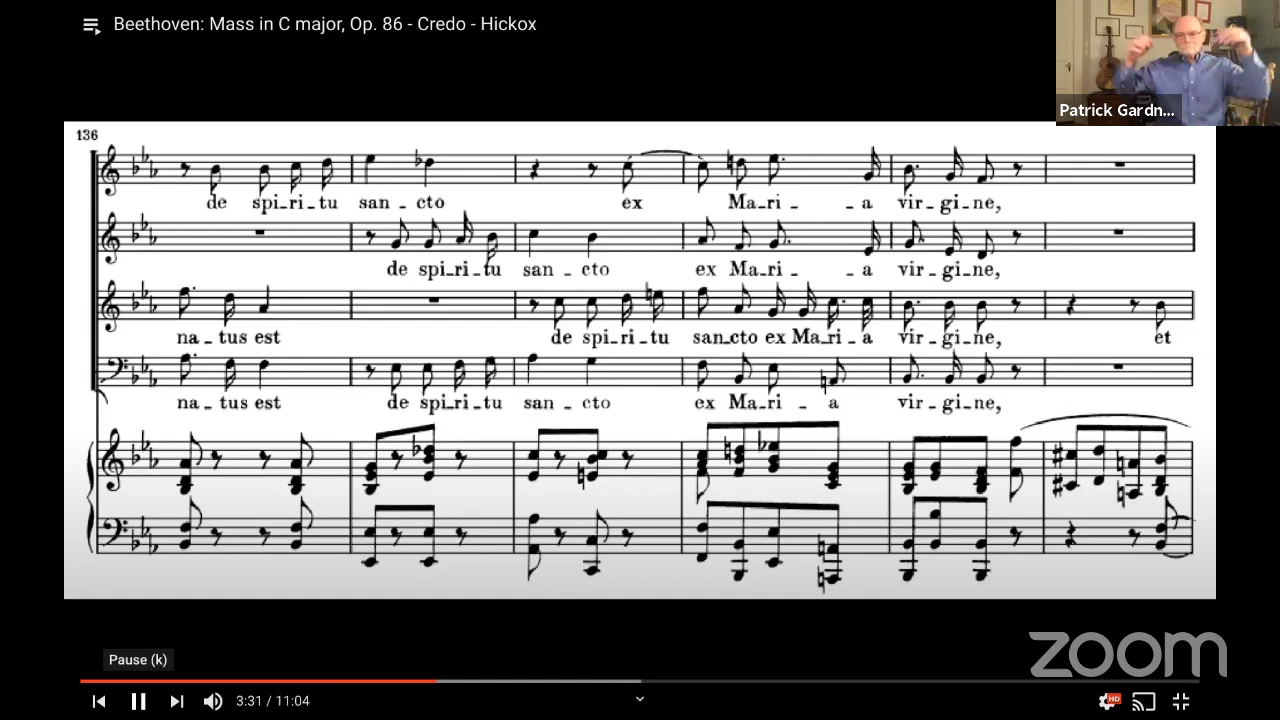 Beethoven: Mass in C major, Op. 86 - Credo - Hickox
Patrick Gardn...
136
de spi-ri-tu san-cto ex Ma-ri-a vir-gi-ne,
de spi-ri-tu san-cto ex Ma-ri-a vir-gi-ne,
na-tus est de spi-ri-tu san-cto ex Ma-ri-a vir-gi-ne, et
na-tus est de spi-ri-tu san-cto ex Ma-ri-a vir-gi-ne,
zoom
Pause (k)
3:31 / 11:04
HD